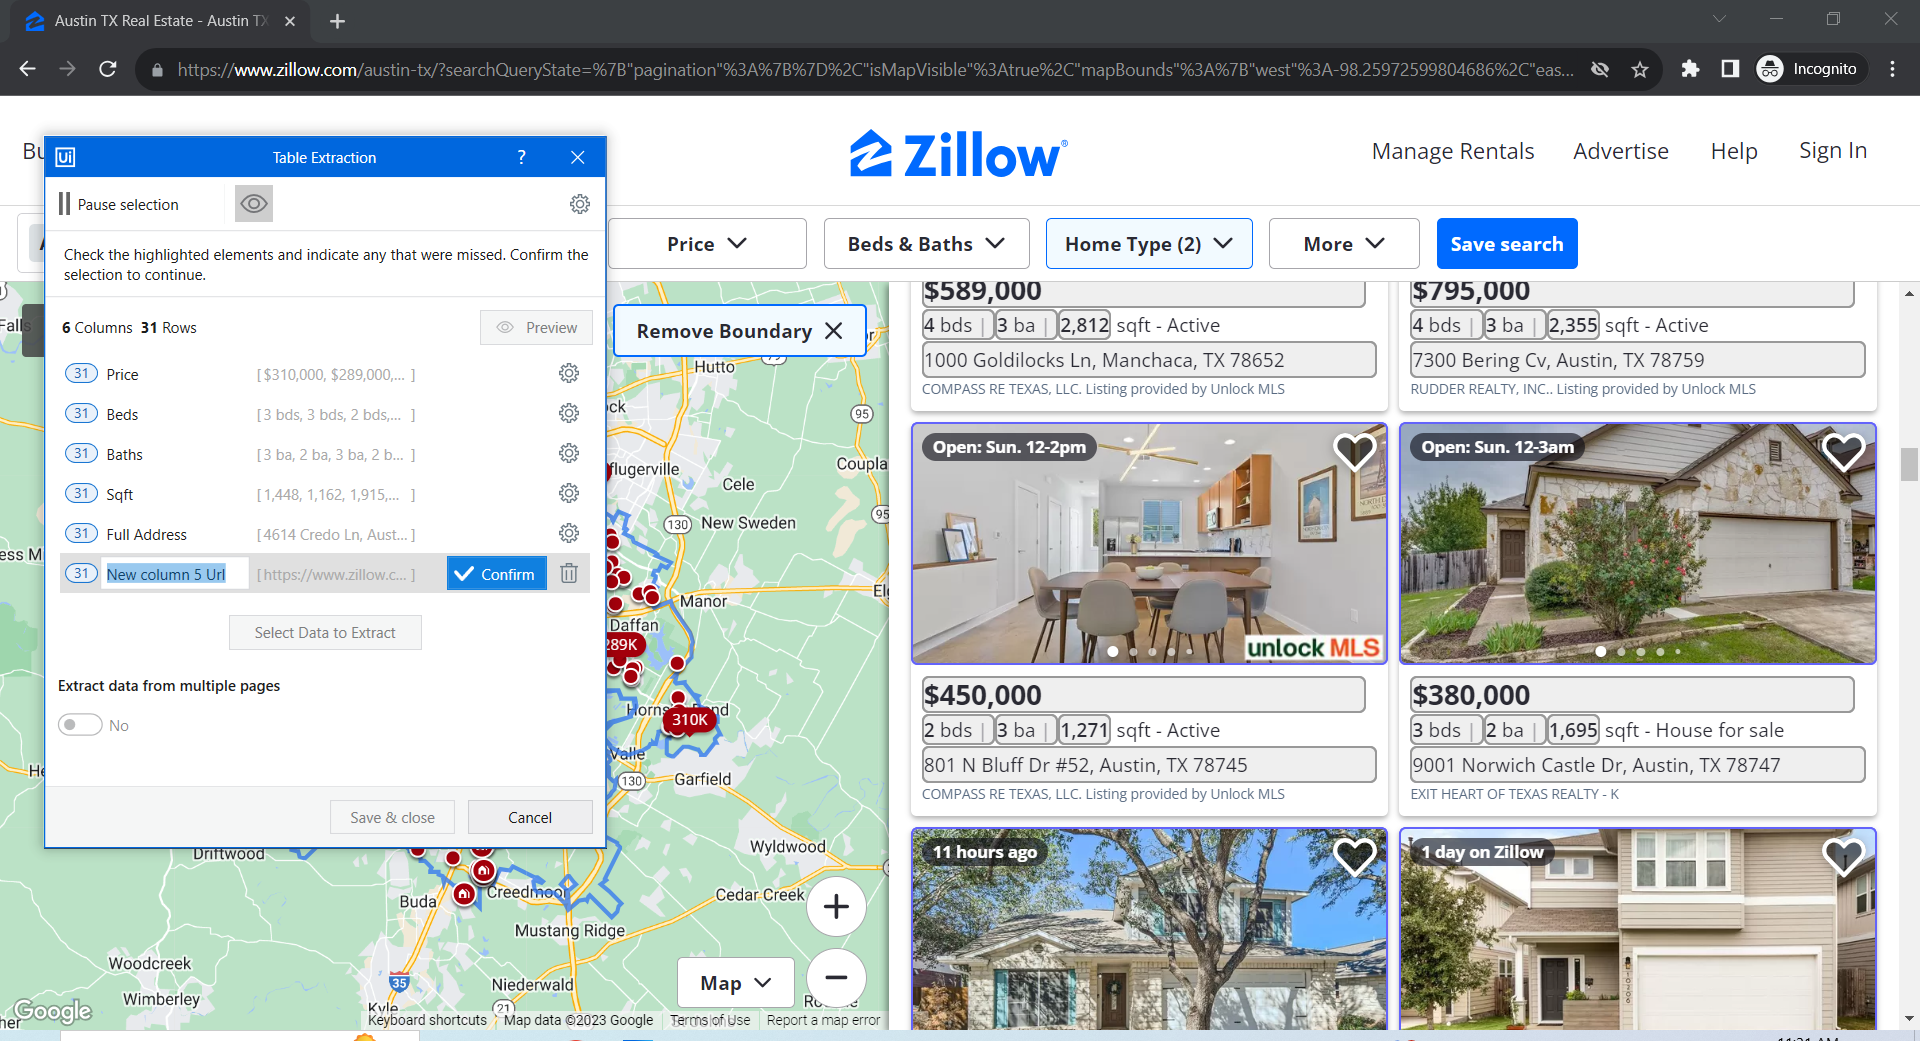 Austin TX Real Estate - Austin TX
https://www.zillow.com/austin-tx/?searchQueryState=%7B"pagination"%3A%7B%7D%2C"isMapVisible"%3Atrue%2C"mapBounds"%3A%7B"west"%3A-98.25972599804686%2C"eas...
Incognito
Zillow
Manage Rentals
Advertise
Help
Sign In
Ui
Table Extraction
?
Pause selection
Check the highlighted elements and indicate any that were missed. Confirm the
selection to continue.
6 Columns 31 Rows
Preview
31 Price [ $310,000, $289,000,... ]
31 Beds [ 3 bds, 3 bds, 2 bds,... ]
31 Baths [ 3 ba, 2 ba, 3 ba, 2 b... ]
31 Sqft [ 1,448, 1,162, 1,915,... ]
31 Full Address [ 4614 Credo Ln, Aust... ]
31 New column 5 Url [ https://www.zillow.c... ] Confirm
Select Data to Extract
Extract data from multiple pages
No
Save & close
Cancel
Price
Beds & Baths
Home Type (2)
More
Save search
Remove Boundary
Hutto
95
flugerville
Coupla
Cele
95
130
New Sweden
Manor
Daffan
289K
310K
Valle
130
Garfield
Driftwood
Wyldwood
Creedmoor
Cedar Creek
Buda
Mustang Ridge
Woodcreek
35
Niederwald
Wimberley
Kyle
21
Map
Google
Keyboard shortcuts
Map data ©2023 Google
Terms of Use
Report a map error
$589,000
4 bds | 3 ba | 2,812 sqft - Active
1000 Goldilocks Ln, Manchaca, TX 78652
COMPASS RE TEXAS, LLC. Listing provided by Unlock MLS
$795,000
4 bds | 3 ba | 2,355 sqft - Active
7300 Bering Cv, Austin, TX 78759
RUDDER REALTY, INC.. Listing provided by Unlock MLS
Open: Sun. 12-2pm
unlock MLS
$450,000
2 bds | 3 ba | 1,271 sqft - Active
801 N Bluff Dr #52, Austin, TX 78745
COMPASS RE TEXAS, LLC. Listing provided by Unlock MLS
Open: Sun. 12-3am
$380,000
3 bds | 2 ba | 1,695 sqft - House for sale
9001 Norwich Castle Dr, Austin, TX 78747
EXIT HEART OF TEXAS REALTY - K
11 hours ago
1 day on Zillow